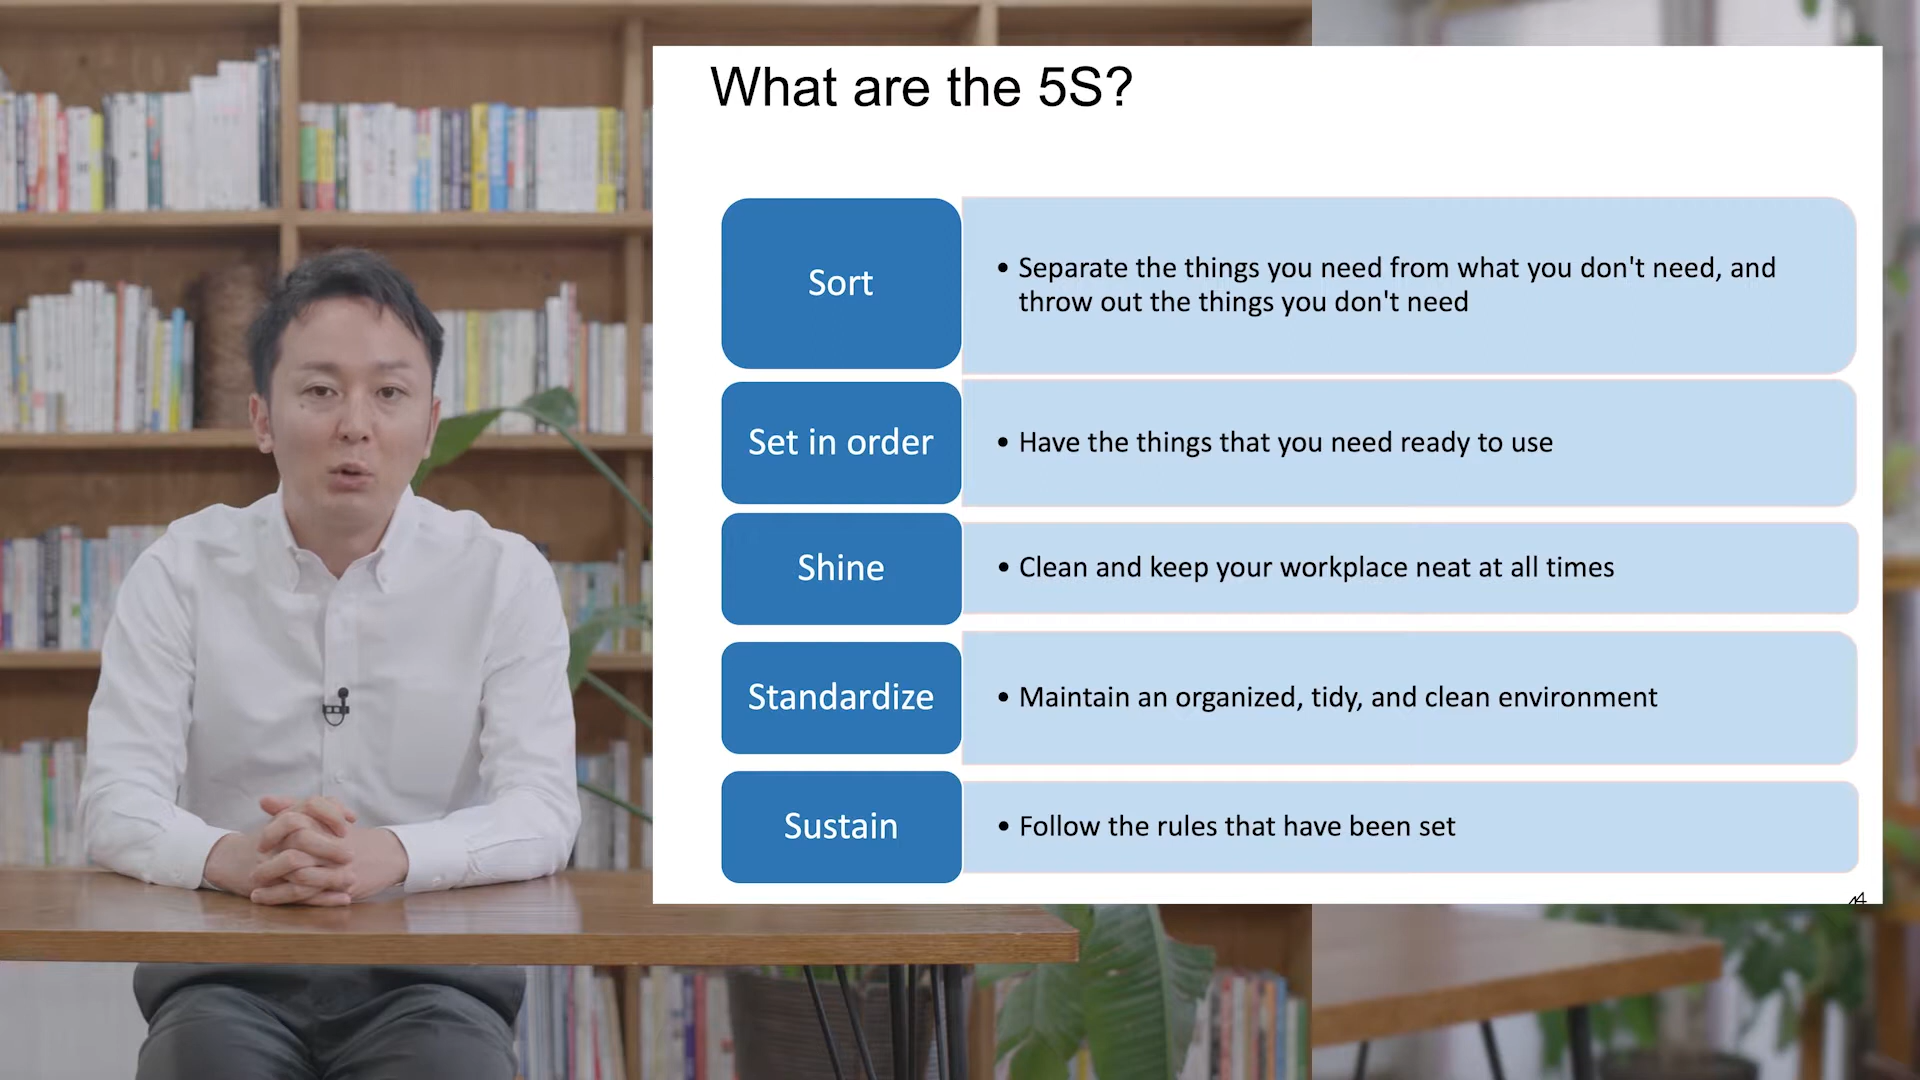 What are the 5S?
Sort
• Separate the things you need from what you don't need, and
throw out the things you don't need
Set in order
• Have the things that you need ready to use
Shine
• Clean and keep your workplace neat at all times
Standardize
• Maintain an organized, tidy, and clean environment
Sustain
• Follow the rules that have been set